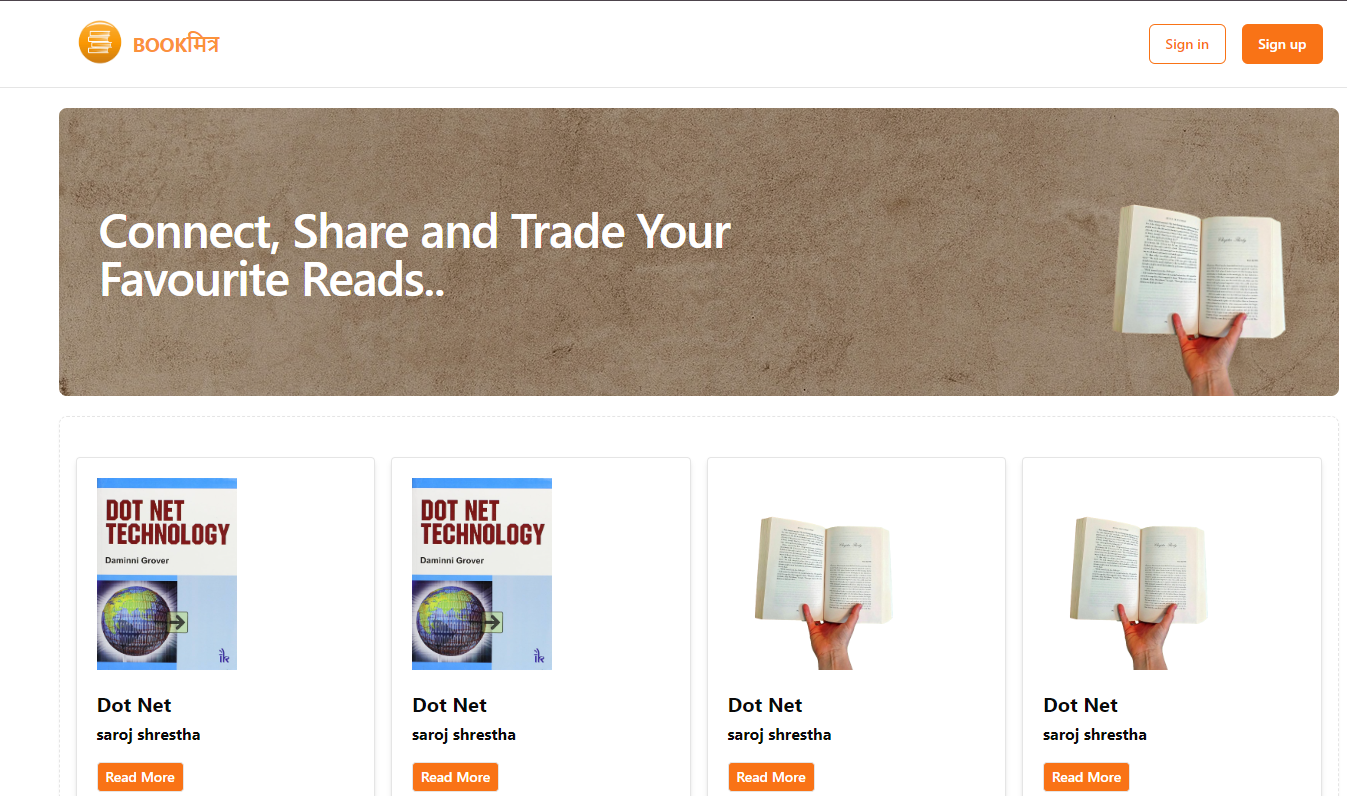 BOOKमित्र
Sign in
Sign up
Connect, Share and Trade Your
Favourite Reads..
DOT NET
TECHNOLOGY
Daminni Grover
Dot Net
saroj shrestha
Read More
DOT NET
TECHNOLOGY
Daminni Grover
Dot Net
saroj shrestha
Read More
Dot Net
saroj shrestha
Read More
Dot Net
saroj shrestha
Read More